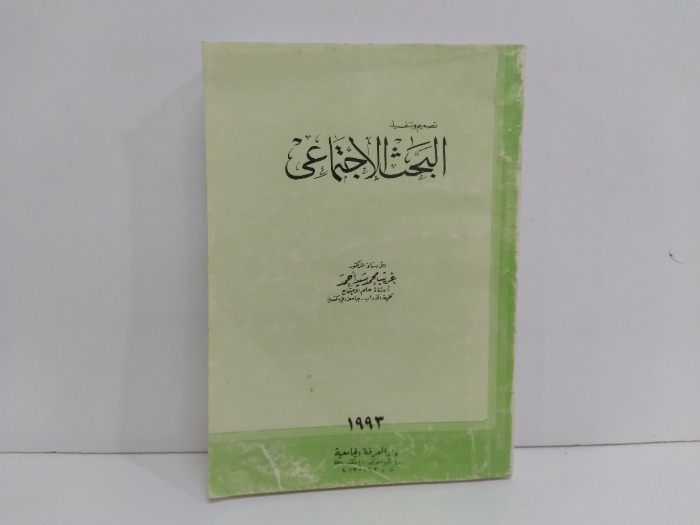 تصميم وتنفيذ
البحث الاجتماعى
الأستاذ الدكتور
غريب محمد سيد أحمد
أستاذ علم الاجتماع
كلية الآداب - جامعة الإسكندرية
١٩٩٣
دار المعرفة الجامعية